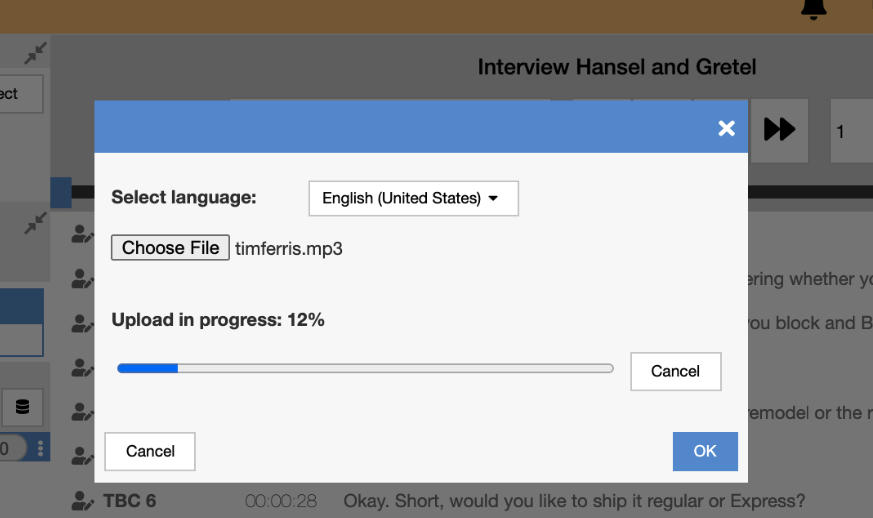 Interview Hansel and Gretel
ect
1
Select language: English (United States)
Choose File timferris.mp3
ering whether yo
Upload in progress: 12%
ou block and B
Cancel
emodel or the r
0
Cancel OK
TBC 6 00:00:28 Okay. Short, would you like to ship it regular or Express?